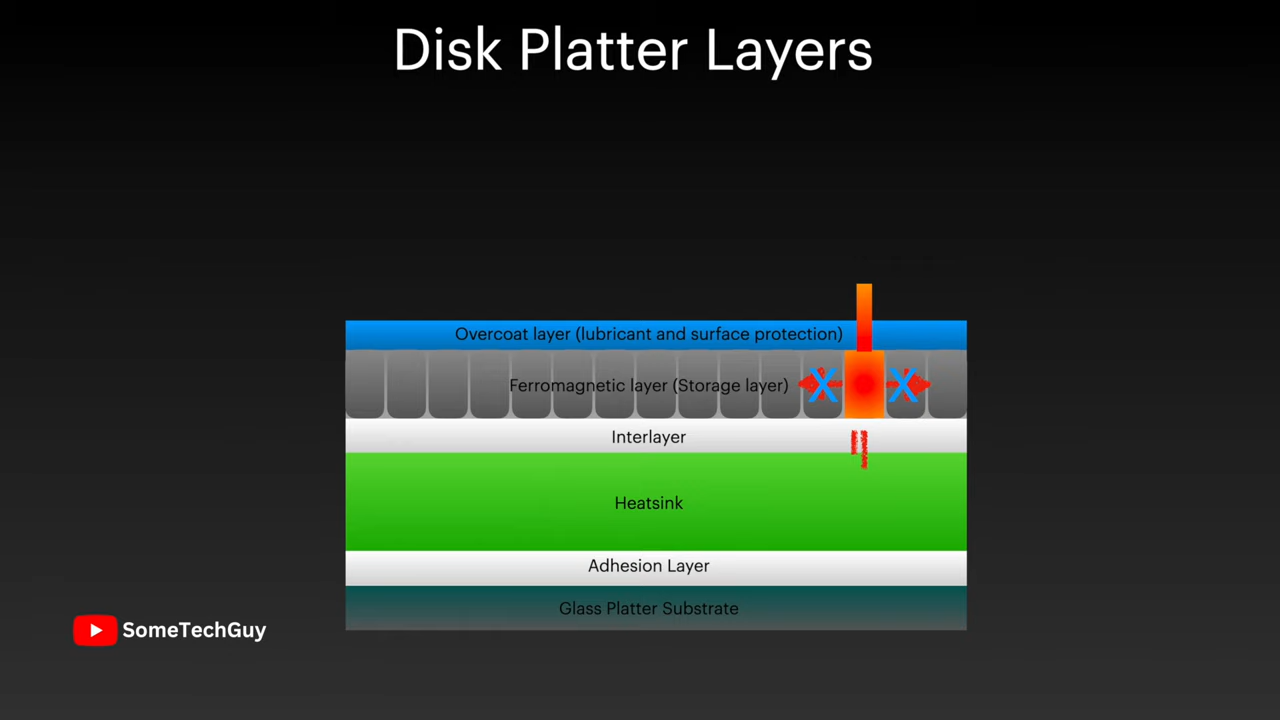 Disk Platter Layers
Overcoat layer (lubricant and surface protection)
Ferromagnetic layer (Storage layer)
Interlayer
Heatsink
Adhesion Layer
Glass Platter Substrate
SomeTechGuy